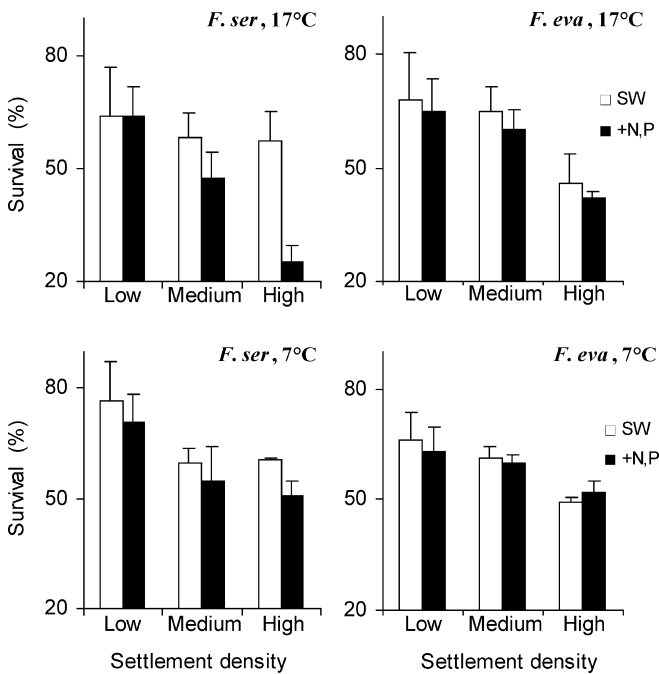 F. ser, 17°C
80
50
20
Survival (%)
Low Medium High
F. eva, 17°C
80
50
20
SW
+N,P
Low Medium High
F. ser, 7°C
80
50
20
Survival (%)
Low Medium High
Settlement density
F. eva, 7°C
80
50
20
SW
+N,P
Low Medium High
Settlement density